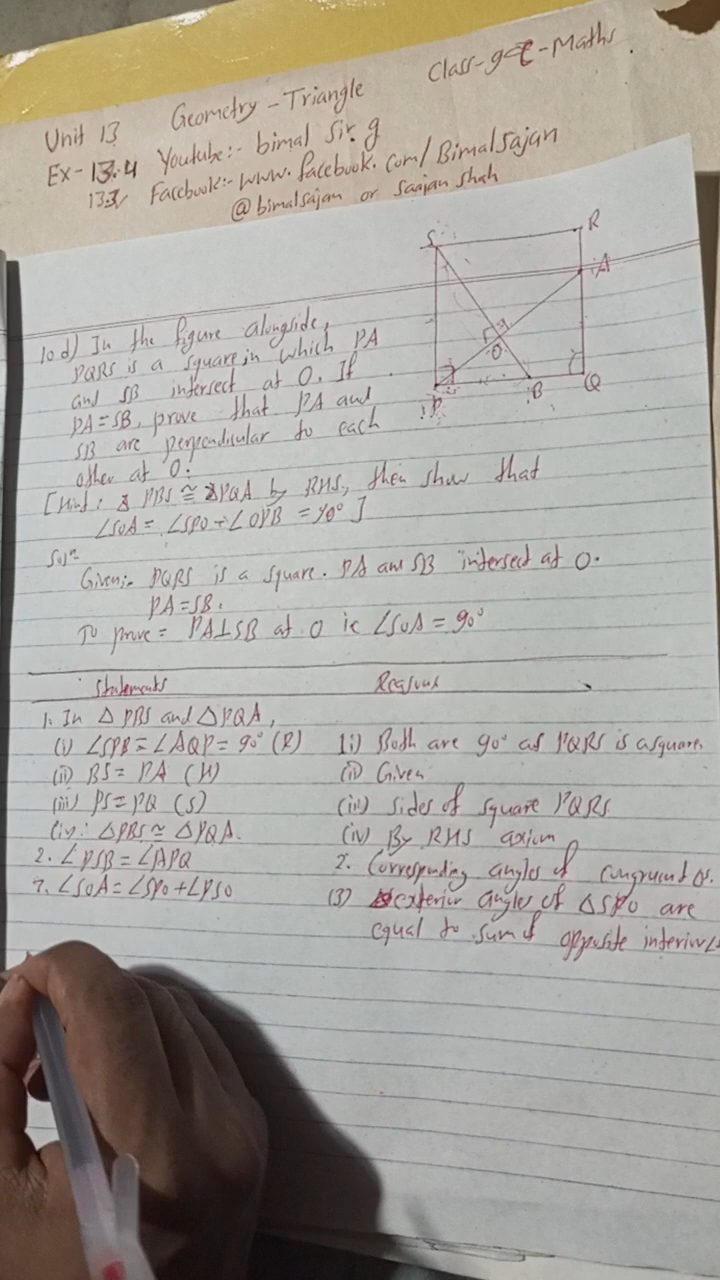 Unit 13 Geometry - Triangle Class-9 - Maths
Ex - 13.4 Youtube:- bimal Sir. g
13.3/ Facebook:- www.facebook.com/Bimalsajan
@bimalsajan or Saajan Shah
S R
A
O
P B Q
10 d) In the figure alongside,
PQRS is a square in which PA
and SB intersect at O. If
PA = SB, prove that PA and
SB are perpendicular to each
other at O.
[Hint: Δ PBS ≅ ΔPQA by RHS, then show that
∠SOA = ∠SPO + ∠OPB = 90° ]
Solⁿ
Given:- PQRS is a square. PA and SB intersect at O.
PA = SB.
To prove = PA⊥SB at O ie ∠SOA = 90°
Statements Reasons
1. In Δ PBS and Δ PQA,
(i) ∠SPB = ∠AQP = 90° (R) 1i) Both are 90° as PQRS is a square.
(ii) BS = PA (H) (ii) Given
(iii) PS = PQ (S) (iii) sides of square PQRS
(iv) ∴ ΔPBS ≅ ΔPQA. (iv) By RHS axiom
2. ∠PSB = ∠APQ 2. Corresponding angles of congruent Δs.
3. ∠SOA = ∠SPO + ∠PSO (3) exterior angles of ΔSPO are
equal to sum of opposite interior ∠s